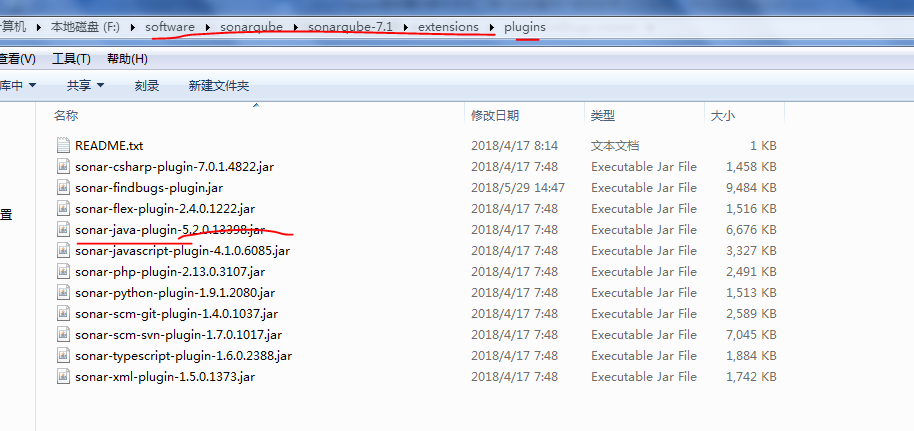 计算机 本地磁盘 (F:) software sonarqube sonarqube-7.1 extensions plugins
查看(V) 工具(T) 帮助(H)
库中 共享 刻录 新建文件夹
名称 修改日期 类型 大小
README.txt 2018/4/17 8:14 文本文档 1 KB
sonar-csharp-plugin-7.0.1.4822.jar 2018/4/17 7:48 Executable Jar File 1,458 KB
sonar-findbugs-plugin.jar 2018/5/29 14:47 Executable Jar File 9,484 KB
sonar-flex-plugin-2.4.0.1222.jar 2018/4/17 7:48 Executable Jar File 1,516 KB
置
sonar-java-plugin-5.2.0.13398.jar 2018/4/17 7:48 Executable Jar File 6,676 KB
sonar-javascript-plugin-4.1.0.6085.jar 2018/4/17 7:48 Executable Jar File 3,327 KB
sonar-php-plugin-2.13.0.3107.jar 2018/4/17 7:48 Executable Jar File 2,491 KB
sonar-python-plugin-1.9.1.2080.jar 2018/4/17 7:48 Executable Jar File 1,513 KB
sonar-scm-git-plugin-1.4.0.1037.jar 2018/4/17 7:48 Executable Jar File 2,589 KB
sonar-scm-svn-plugin-1.7.0.1017.jar 2018/4/17 7:48 Executable Jar File 7,045 KB
sonar-typescript-plugin-1.6.0.2388.jar 2018/4/17 7:48 Executable Jar File 1,884 KB
sonar-xml-plugin-1.5.0.1373.jar 2018/4/17 7:48 Executable Jar File 1,742 KB